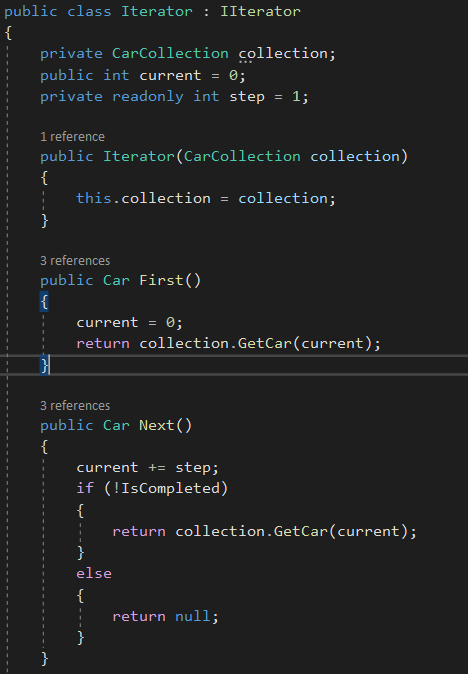 public class Iterator : IIterator
{
    private CarCollection collection;
    public int current = 0;
    private readonly int step = 1;
    1 reference
    public Iterator(CarCollection collection)
    {
        this.collection = collection;
    }
    3 references
    public Car First()
    {
        current = 0;
        return collection.GetCar(current);
    }
    3 references
    public Car Next()
    {
        current += step;
        if (!IsCompleted)
        {
            return collection.GetCar(current);
        }
        else
        {
            return null;
        }
    }